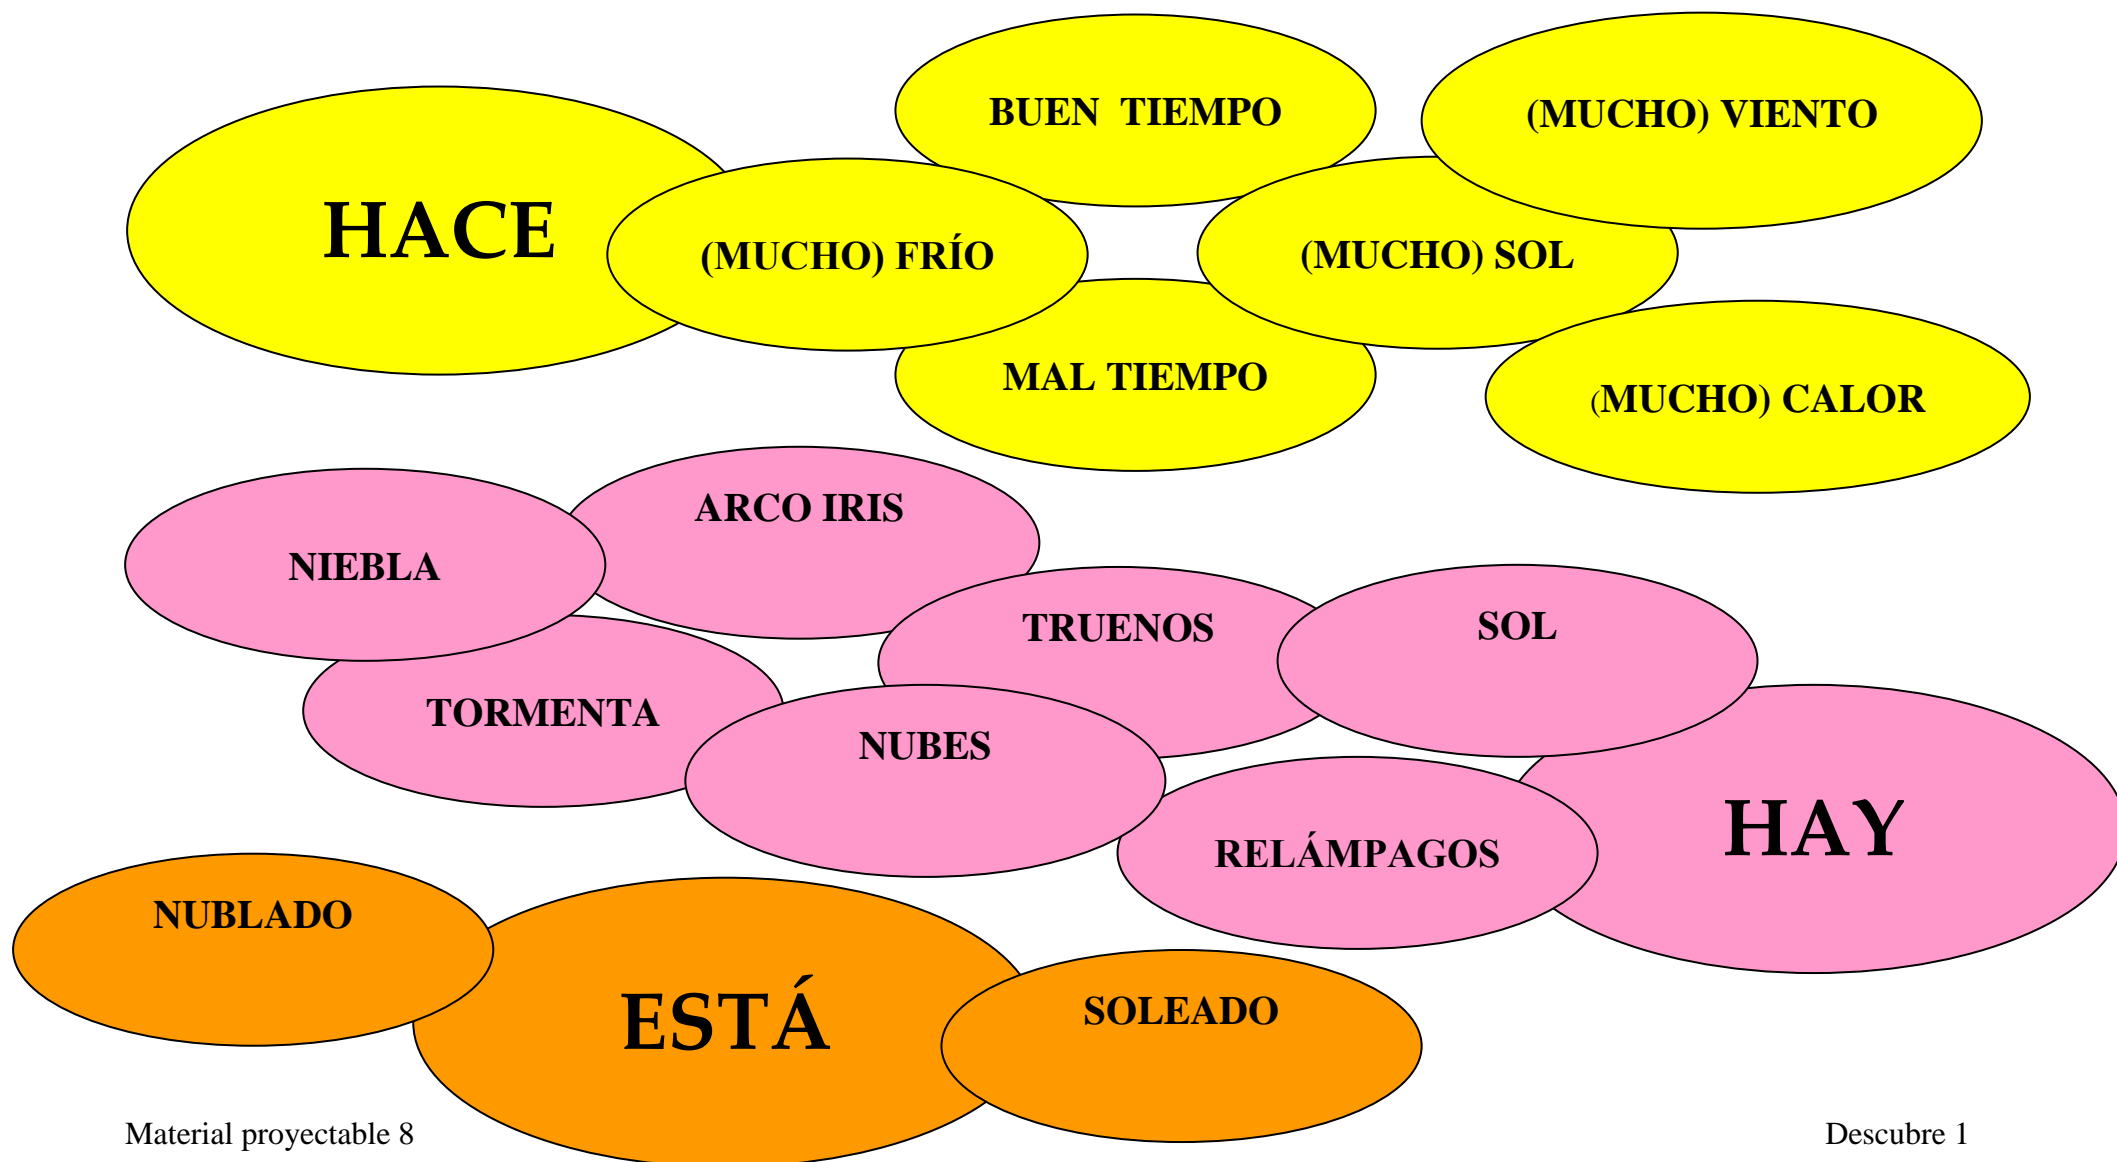 BUEN TIEMPO
(MUCHO) VIENTO
HACE
(MUCHO) FRÍO
(MUCHO) SOL
MAL TIEMPO
(MUCHO) CALOR
ARCO IRIS
NIEBLA
TRUENOS
SOL
TORMENTA
NUBES
HAY
RELÁMPAGOS
NUBLADO
ESTÁ
SOLEADO
Material proyectable 8
Descubre 1